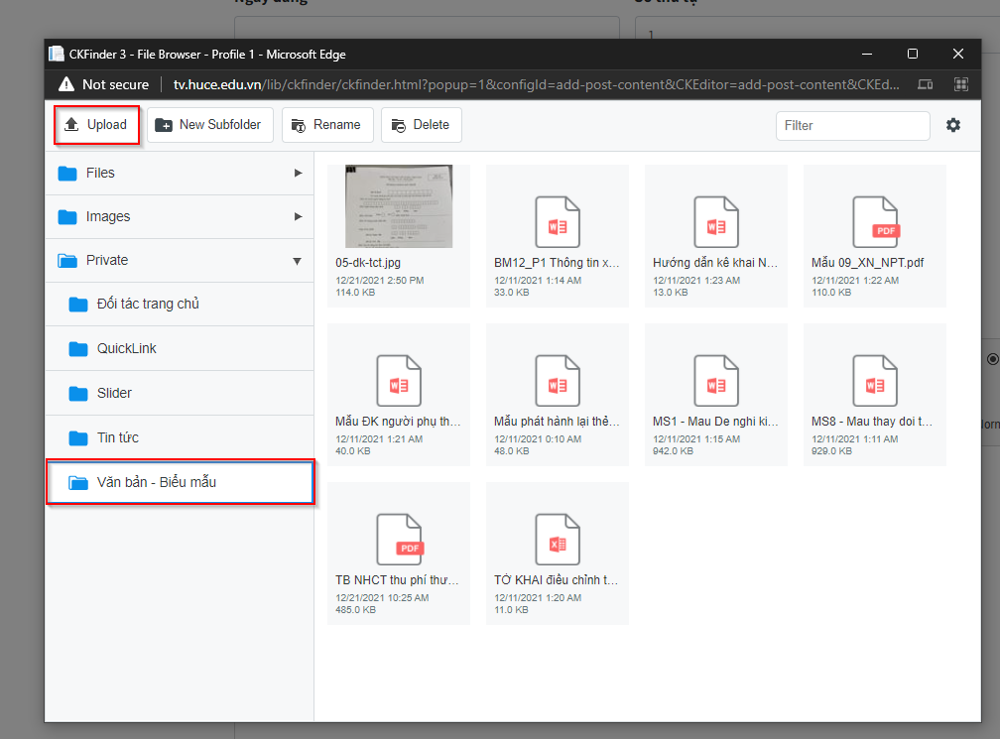 Ngày đăng
Số thứ tự
1
CKFinder 3 - File Browser - Profile 1 - Microsoft Edge
Not secure
tv.huce.edu.vn/lib/ckfinder/ckfinder.html?popup=1&configId=add-post-content&CKEditor=add-post-content&CKEd...
Upload
New Subfolder
Rename
Delete
Filter
Files
Images
Private
Đối tác trang chủ
QuickLink
Slider
Tin tức
Văn bản - Biểu mẫu
05-dk-tct.jpg
12/21/2021 2:50 PM
114.0 KB
BM12_P1 Thông tin x...
12/11/2021 1:14 AM
33.0 KB
Hướng dẫn kê khai N...
12/11/2021 1:23 AM
13.0 KB
PDF
Mẫu 09_XN_NPT.pdf
12/11/2021 1:22 AM
110.0 KB
Mẫu ĐK người phụ th...
12/11/2021 1:21 AM
40.0 KB
Mẫu phát hành lại thẻ...
12/11/2021 0:10 AM
48.0 KB
MS1 - Mau De nghi ki...
12/11/2021 1:15 AM
942.0 KB
MS8 - Mau thay doi t...
12/11/2021 1:11 AM
929.0 KB
PDF
TB NHCT thu phí thư...
12/21/2021 10:25 AM
485.0 KB
TỜ KHAI điều chỉnh t...
12/11/2021 1:20 AM
11.0 KB